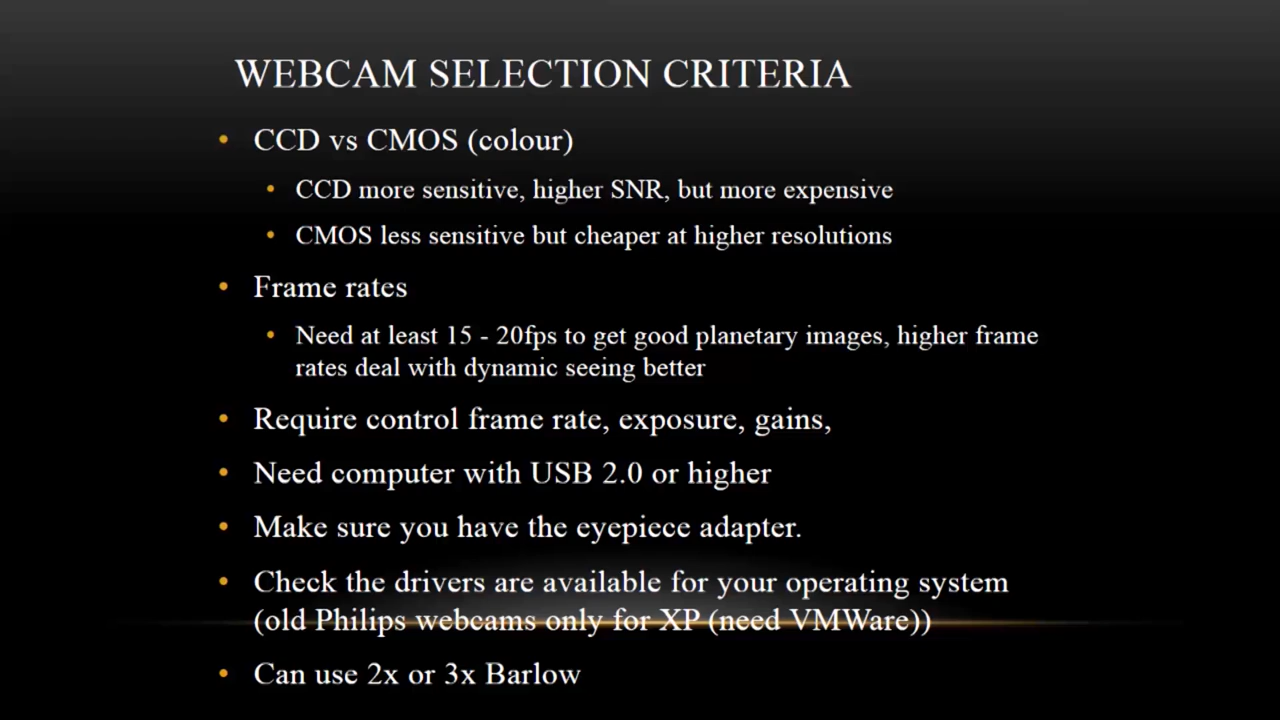 WEBCAM SELECTION CRITERIA
• CCD vs CMOS (colour)
• CCD more sensitive, higher SNR, but more expensive
• CMOS less sensitive but cheaper at higher resolutions
• Frame rates
• Need at least 15 - 20fps to get good planetary images, higher frame
rates deal with dynamic seeing better
• Require control frame rate, exposure, gains,
• Need computer with USB 2.0 or higher
• Make sure you have the eyepiece adapter.
• Check the drivers are available for your operating system
(old Philips webcams only for XP (need VMWare))
• Can use 2x or 3x Barlow